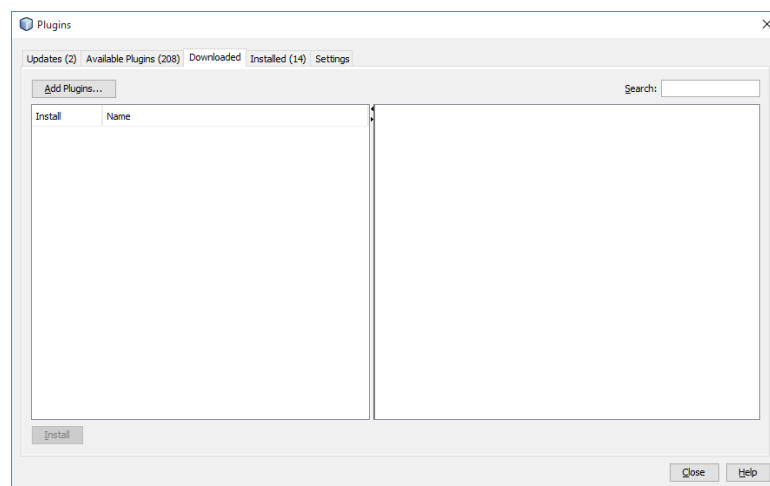 Plugins
Updates (2) Available Plugins (208) Downloaded Installed (14) Settings
Add Plugins... Search:
Install Name
Install
Close Help